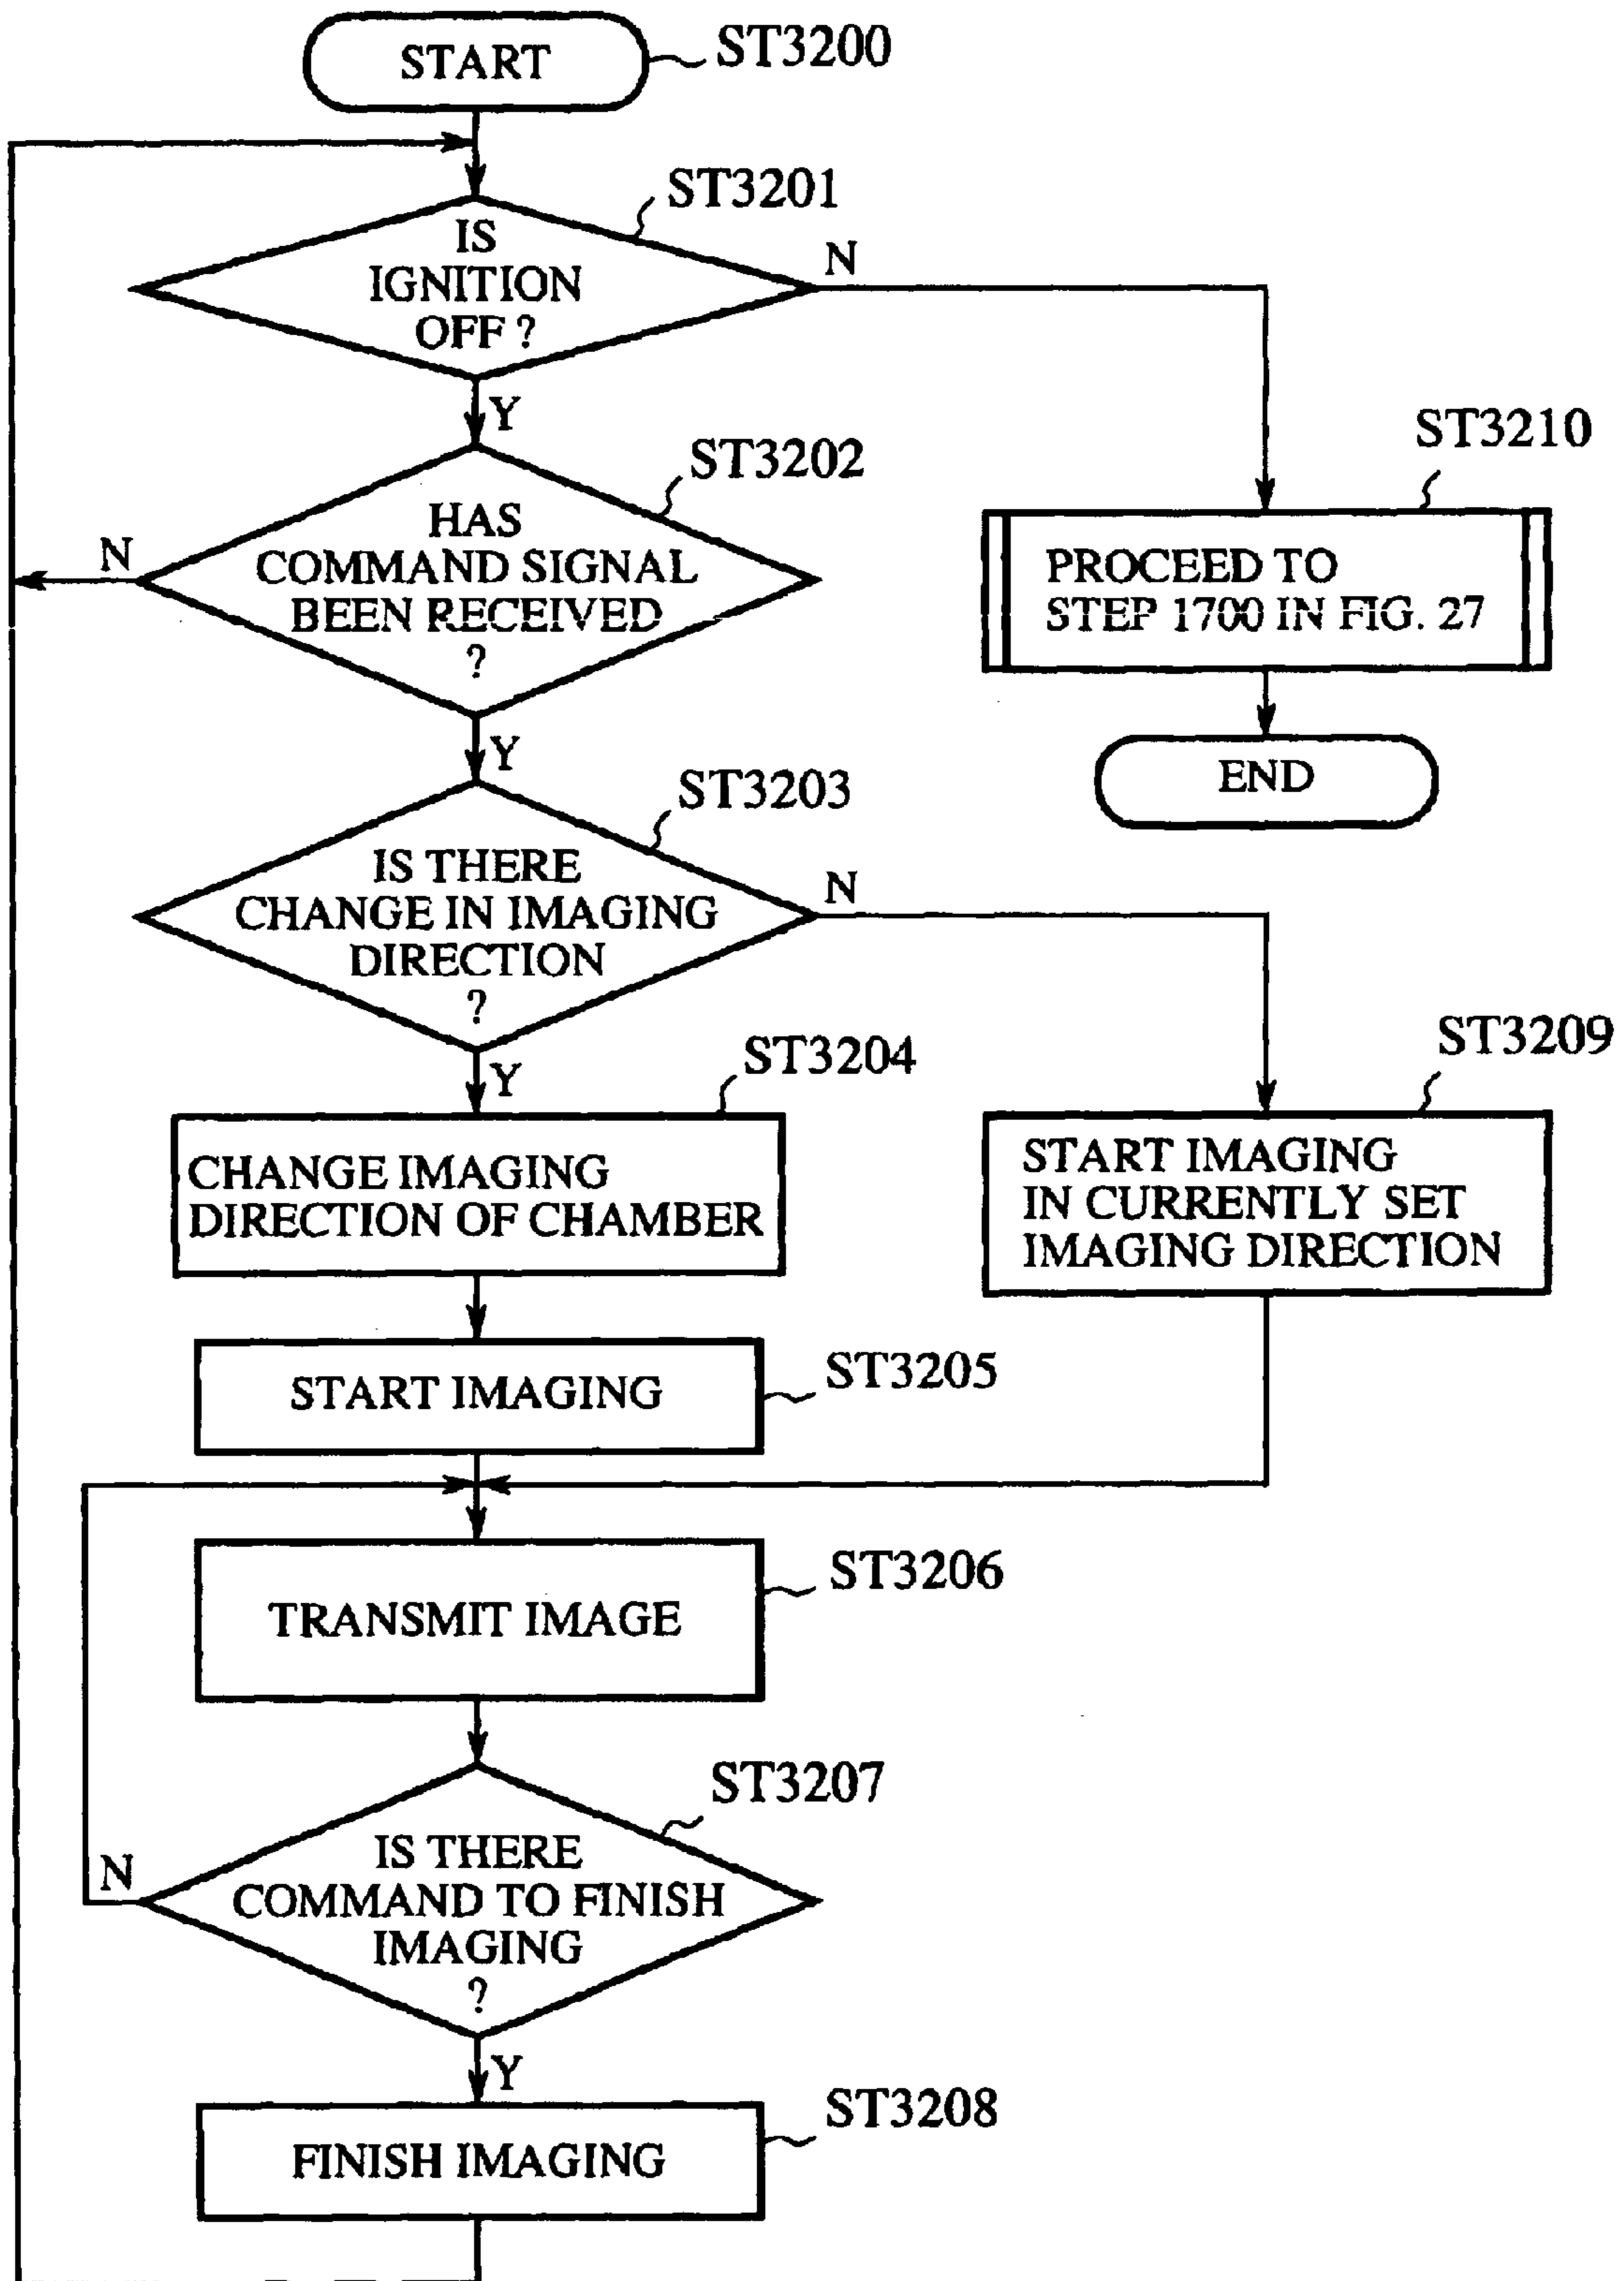 START
ST3200
ST3201
IS
IGNITION
OFF ?
N
Y
ST3202
HAS
COMMAND SIGNAL
BEEN RECEIVED
?
N
Y
ST3210
PROCEED TO
STEP 1700 IN FIG. 27
END
ST3203
IS THERE
CHANGE IN IMAGING
DIRECTION
?
N
Y
ST3204
CHANGE IMAGING
DIRECTION OF CHAMBER
ST3209
START IMAGING
IN CURRENTLY SET
IMAGING DIRECTION
START IMAGING
ST3205
TRANSMIT IMAGE
ST3206
ST3207
IS THERE
COMMAND TO FINISH
IMAGING
?
N
Y
FINISH IMAGING
ST3208